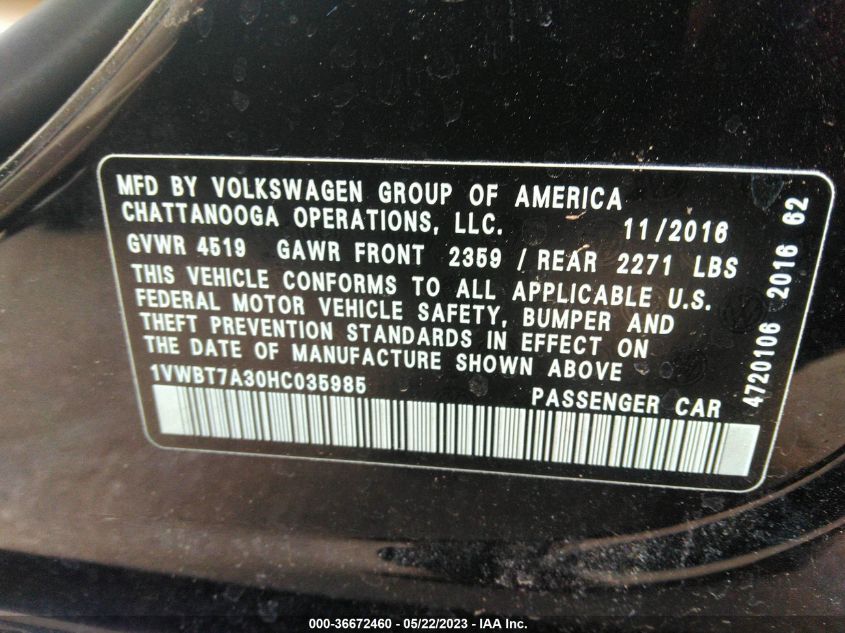 MFD BY VOLKSWAGEN GROUP OF AMERICA
CHATTANOOGA OPERATIONS, LLC. 11/2016
GVWR 4519 GAWR FRONT 2359 / REAR 2271 LBS
THIS VEHICLE CONFORMS TO ALL APPLICABLE U.S.
FEDERAL MOTOR VEHICLE SAFETY, BUMPER AND
THEFT PREVENTION STANDARDS IN EFFECT ON
THE DATE OF MANUFACTURE SHOWN ABOVE
1VWBT7A30HC035985 PASSENGER CAR
4720106 2016 62
000-36672460 - 05/22/2023 - IAA Inc.